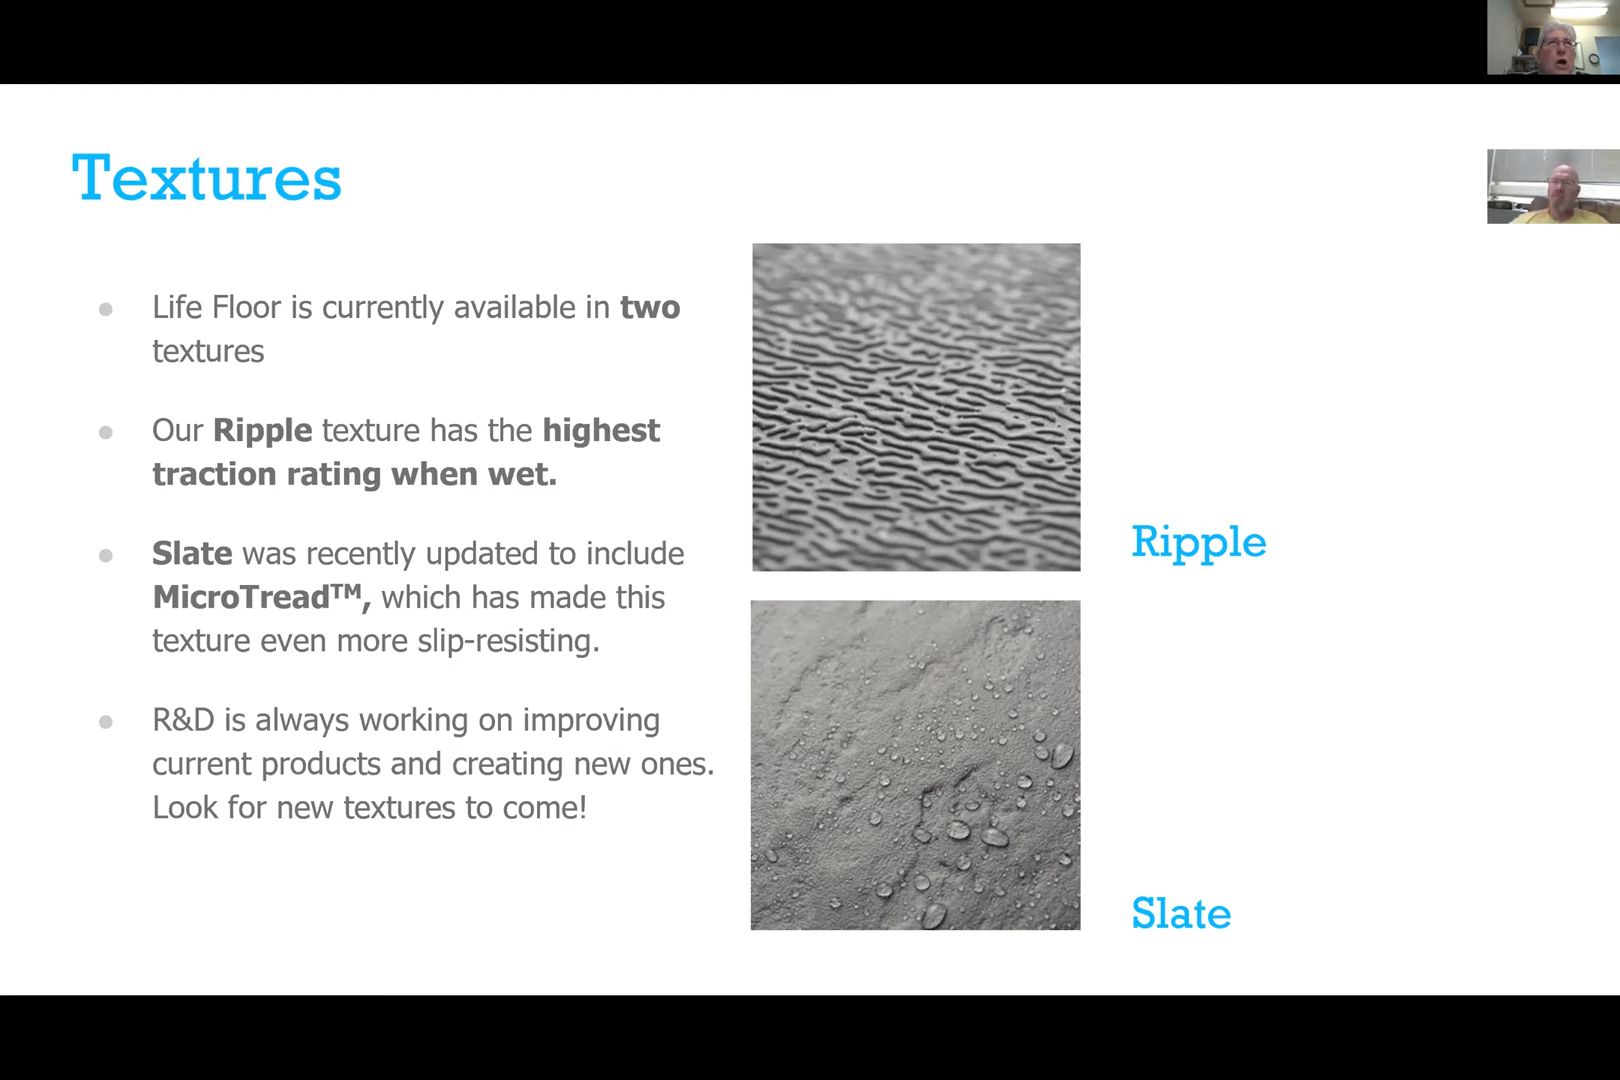 Textures
Life Floor is currently available in two
textures
Our Ripple texture has the highest
traction rating when wet.
Slate was recently updated to include
MicroTread™, which has made this
texture even more slip-resisting.
R&D is always working on improving
current products and creating new ones.
Look for new textures to come!
Ripple
Slate